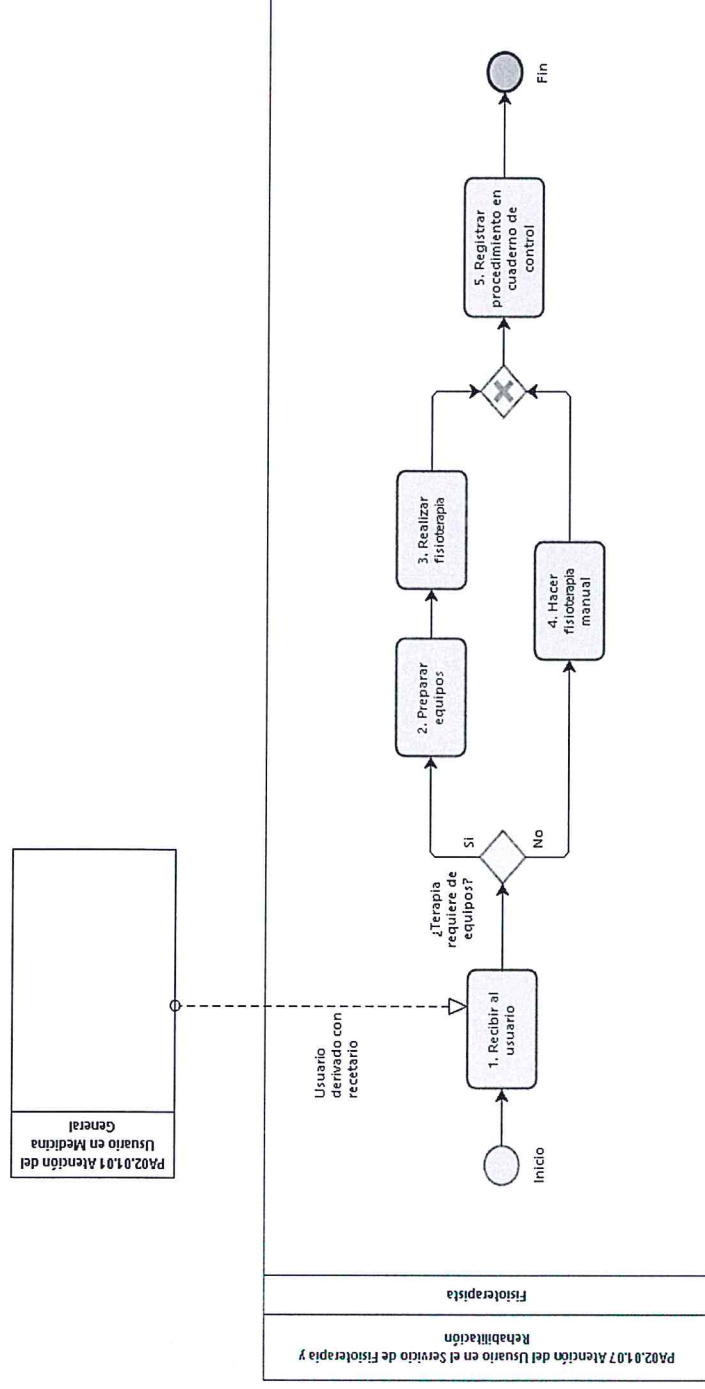 PA02.01.01 Atención del
Usuario en Medicina
General
Usuario
derivado con
recetario
PA02.01.07 Atención del Usuario en el Servicio de Fisioterapia y
Rehabilitación
Fisioterapista
Inicio
1. Recibir al
usuario
¿Terapia
requiere de
equipos?
Si
No
2. Preparar
equipos
3. Realizar
fisioterapia
4. Hacer
fisioterapia
manual
5. Registrar
procedimiento en
cuaderno de
control
Fin